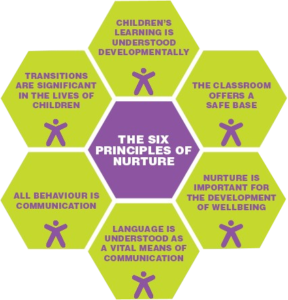 CHILDREN'S
LEARNING IS
UNDERSTOOD
DEVELOPMENTALLY
TRANSITIONS
ARE SIGNIFICANT
IN THE LIVES OF
CHILDREN
THE CLASSROOM
OFFERS A
SAFE BASE
THE SIX
PRINCIPLES OF
NURTURE
ALL BEHAVIOUR IS
COMMUNICATION
NURTURE IS
IMPORTANT FOR
THE DEVELOPMENT
OF WELLBEING
LANGUAGE IS
UNDERSTOOD AS
A VITAL MEANS OF
COMMUNICATION